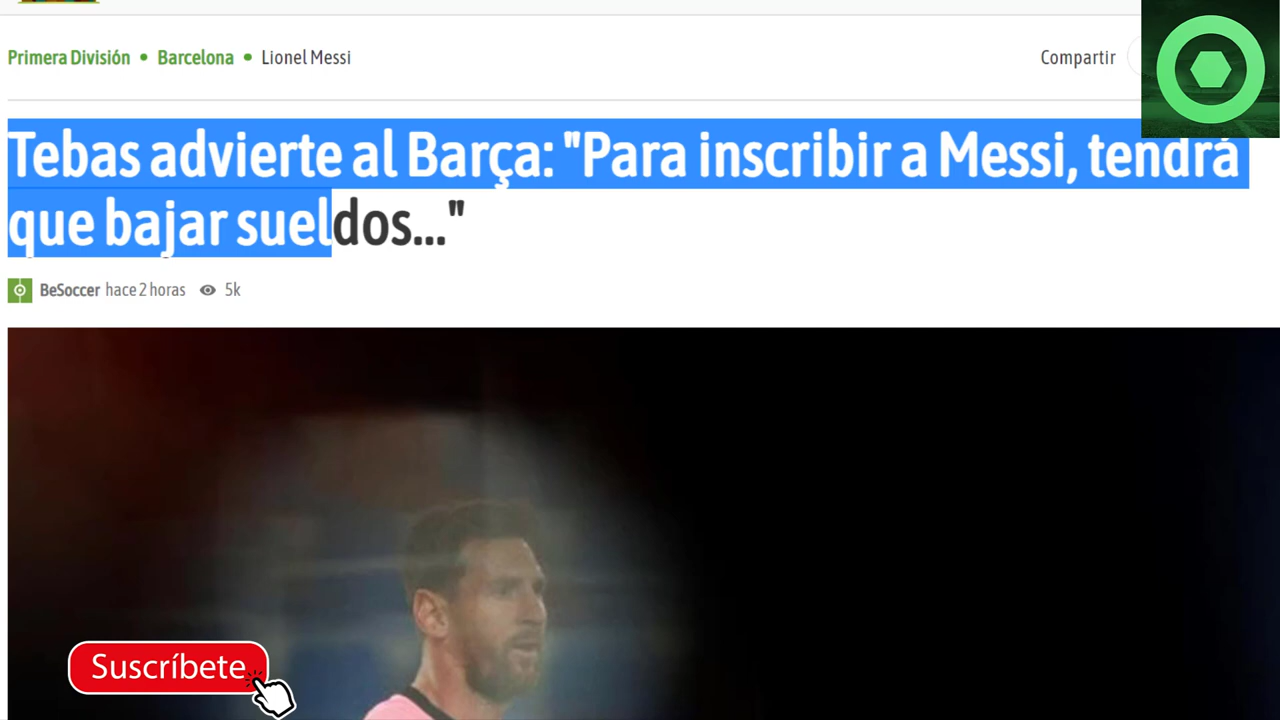 Primera División • Barcelona • Lionel Messi
Compartir
Tebas advierte al Barça: "Para inscribir a Messi, tendrá
que bajar sueldos..."
BeSoccer hace 2 horas 5k
Suscríbete